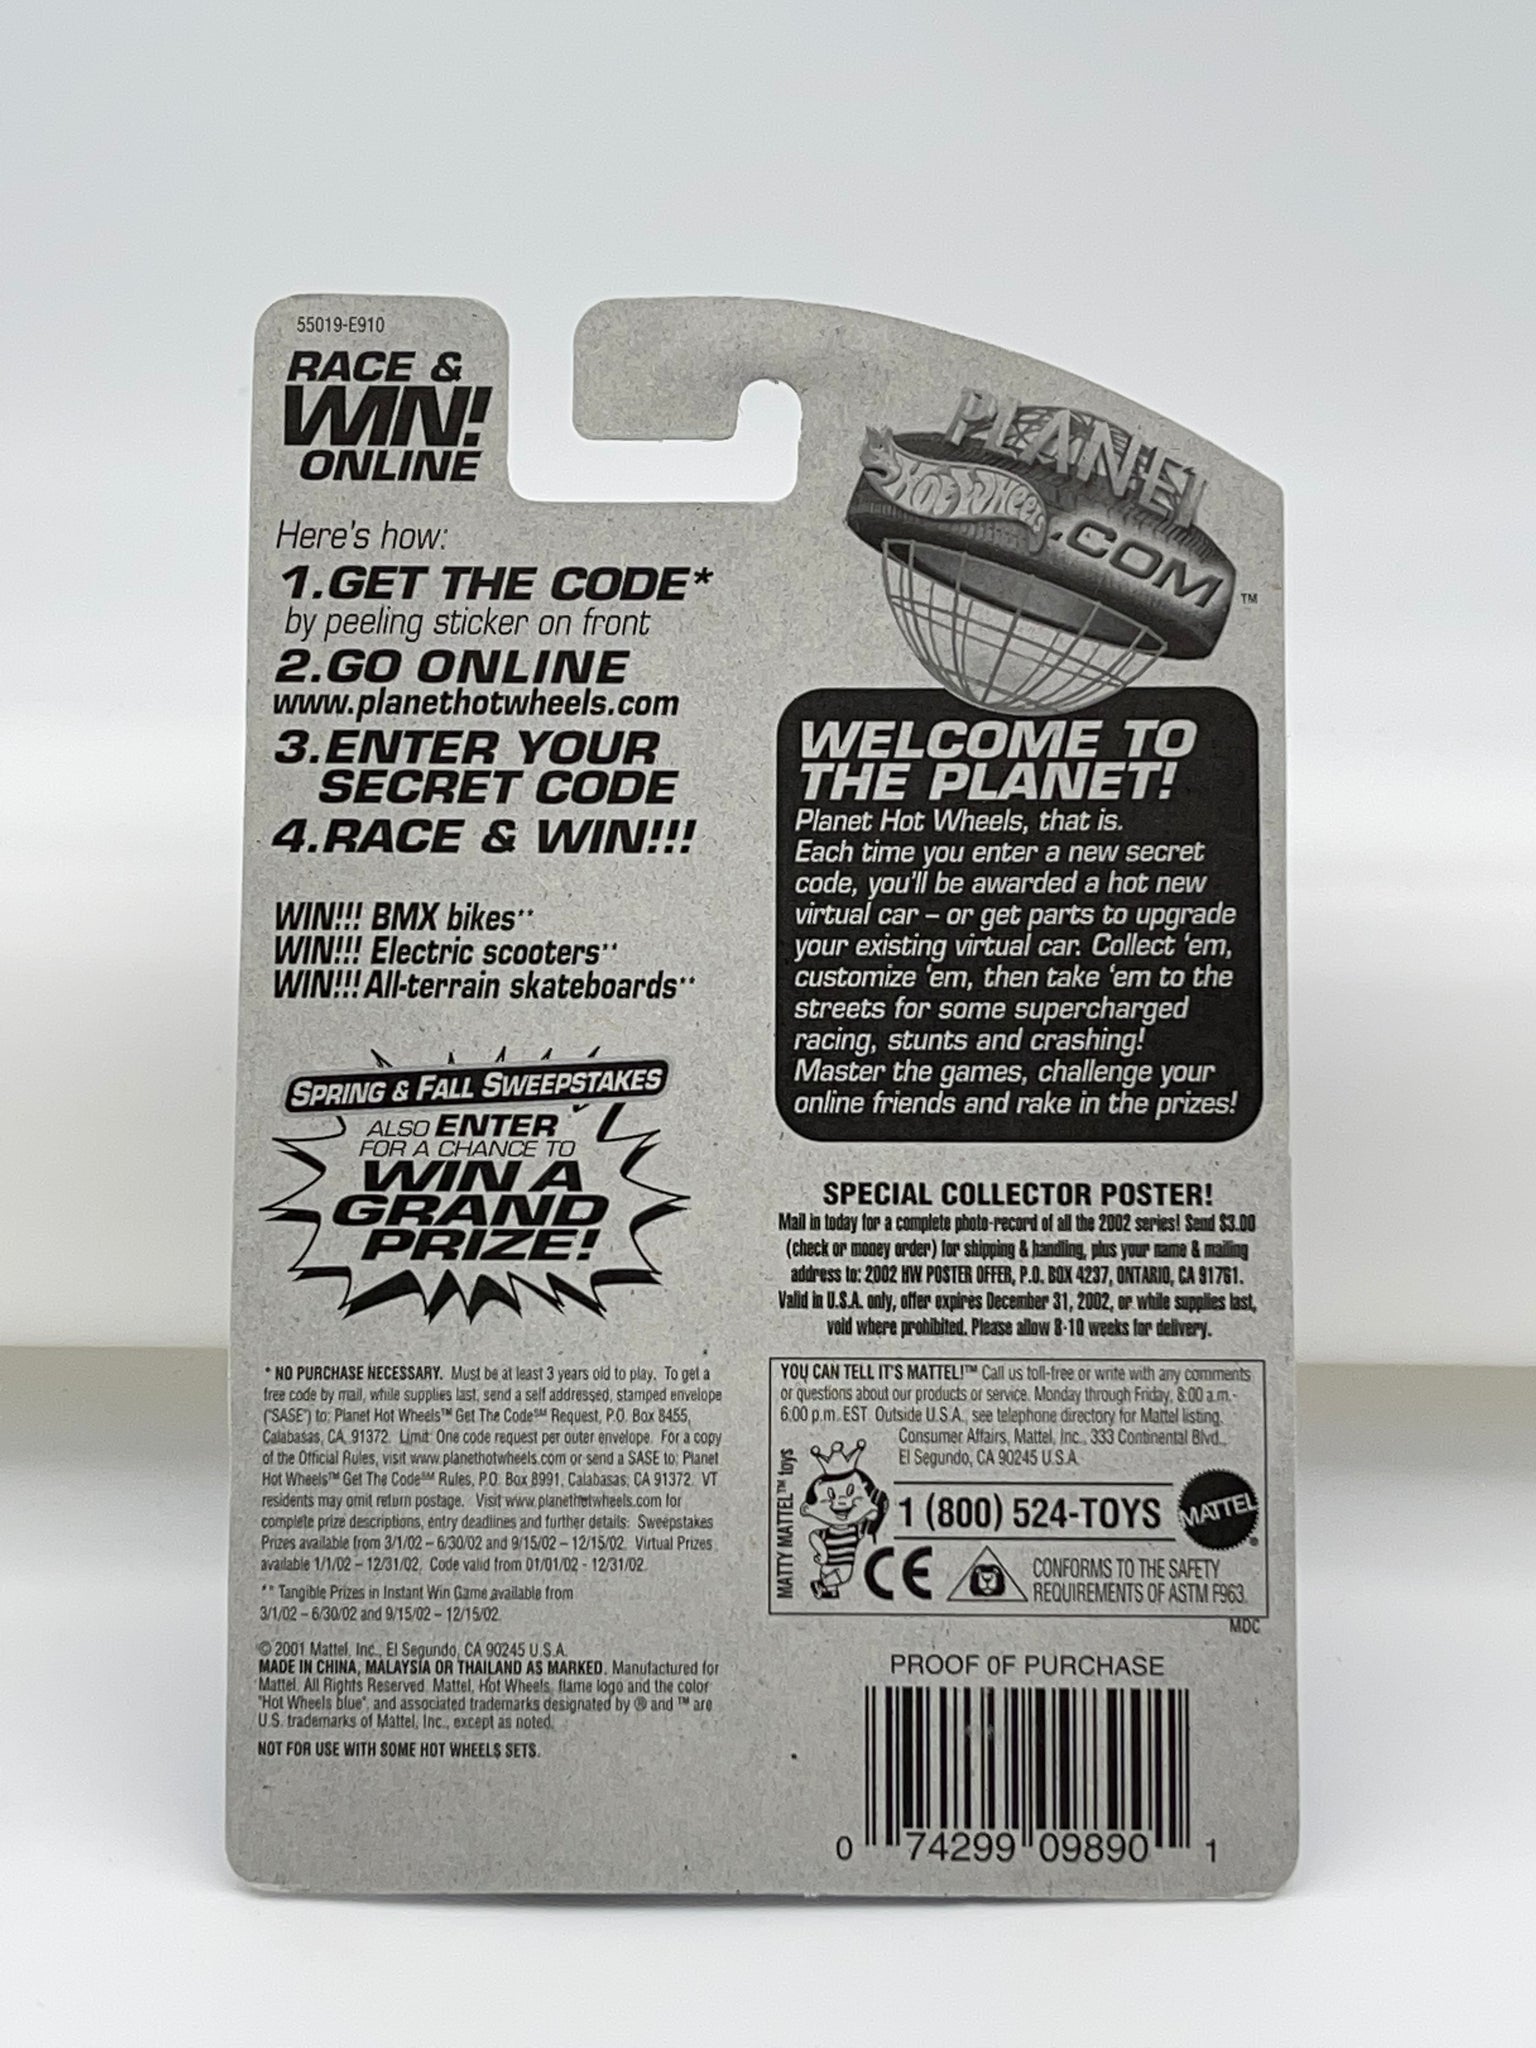 55019-E910
RACE &
WIN!
ONLINE
Here's how:
1.GET THE CODE*
by peeling sticker on front
2.GO ONLINE
www.planethotwheels.com
3.ENTER YOUR
SECRET CODE
4.RACE & WIN!!!
WIN!!! BMX bikes**
WIN!!! Electric scooters**
WIN!!! All-terrain skateboards**
SPRING & FALL SWEEPSTAKES
ALSO ENTER
FOR A CHANCE TO
WIN A
GRAND
PRIZE!
* NO PURCHASE NECESSARY. Must be at least 3 years old to play. To get a
free code by mail, while supplies last, send a self addressed, stamped envelope
("SASE") to: Planet Hot Wheels™ Get The Code℠ Request, P.O. Box 8455,
Calabasas, CA 91372. Limit: One code request per outer envelope. For a copy
of the Official Rules, visit www.planethotwheels.com or send a SASE to: Planet
Hot Wheels™ Get The Code℠ Rules, P.O. Box 8991, Calabasas, CA 91372. VT
residents may omit return postage. Visit www.planethotwheels.com for
complete prize descriptions, entry deadlines and further details: Sweepstakes
Prizes available from 3/1/02 – 6/30/02 and 9/15/02 – 12/15/02. Virtual Prizes
available 1/1/02 – 12/31/02. Code valid from 01/01/02 - 12/31/02.
** Tangible Prizes in Instant Win Game available from
3/1/02 – 6/30/02 and 9/15/02 – 12/15/02.
© 2001 Mattel, Inc., El Segundo, CA 90245 U.S.A.
MADE IN CHINA, MALAYSIA OR THAILAND AS MARKED. Manufactured for
Mattel. All Rights Reserved. Mattel, Hot Wheels, flame logo and the color
"Hot Wheels blue", and associated trademarks designated by ® and ™ are
U.S. trademarks of Mattel, Inc., except as noted.
NOT FOR USE WITH SOME HOT WHEELS SETS.
PLANET
HOT WHEELS
.COM
™
WELCOME TO
THE PLANET!
Planet Hot Wheels, that is.
Each time you enter a new secret
code, you'll be awarded a hot new
virtual car – or get parts to upgrade
your existing virtual car. Collect 'em,
customize 'em, then take 'em to the
streets for some supercharged
racing, stunts and crashing!
Master the games, challenge your
online friends and rake in the prizes!
SPECIAL COLLECTOR POSTER!
Mail in today for a complete photo-record of all the 2002 series! Send $3.00
(check or money order) for shipping & handling, plus your name & mailing
address to: 2002 HW POSTER OFFER, P.O. BOX 4237, ONTARIO, CA 91761.
Valid in U.S.A. only, offer expires December 31, 2002, or while supplies last,
void where prohibited. Please allow 8-10 weeks for delivery.
YOU CAN TELL IT'S MATTEL!™ Call us toll-free or write with any comments
or questions about our products or service. Monday through Friday, 8:00 a.m.-
6:00 p.m. EST. Outside U.S.A., see telephone directory for Mattel listing.
Consumer Affairs, Mattel, Inc., 333 Continental Blvd.,
El Segundo, CA 90245 U.S.A.
MATTY MATTEL™ toys
1 (800) 524-TOYS
MATTEL®
CE
CONFORMS TO THE SAFETY
REQUIREMENTS OF ASTM F963.
MDC
PROOF OF PURCHASE
0 74299 09890 1